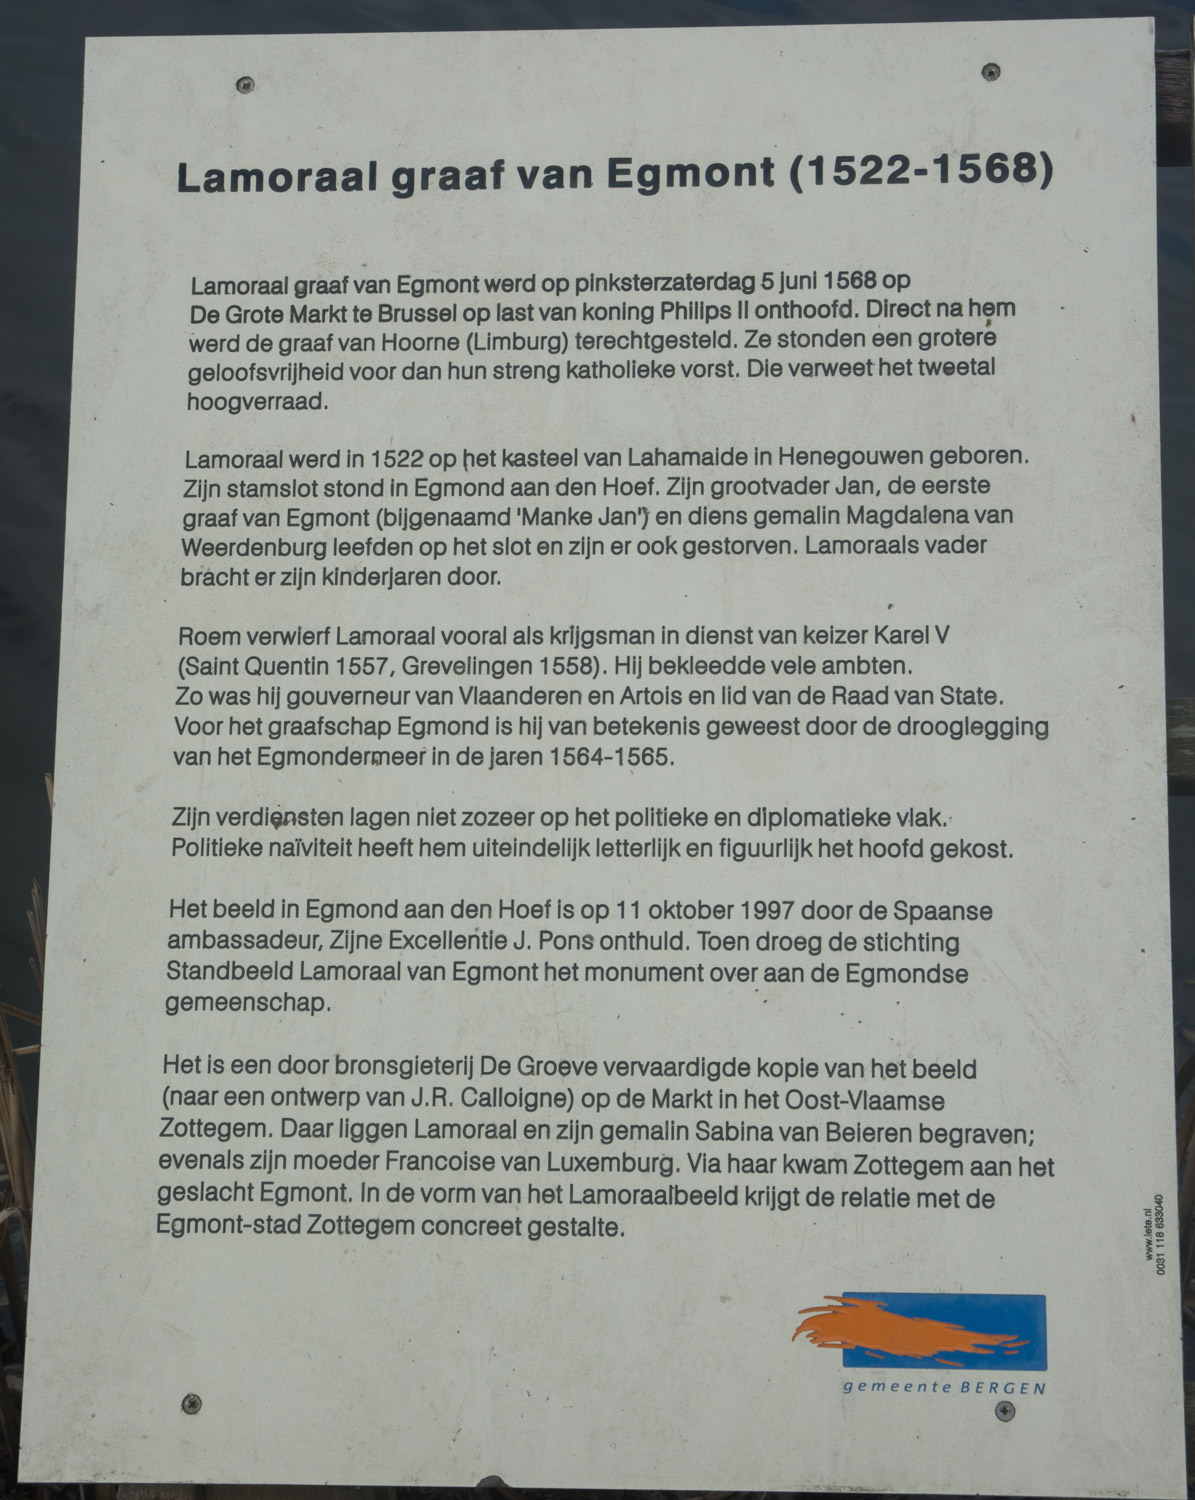 Lamoraal graaf van Egmont (1522-1568)
Lamoraal graaf van Egmont werd op pinksterzaterdag 5 juni 1568 op
De Grote Markt te Brussel op last van koning Philips II onthoofd. Direct na hem
werd de graaf van Hoorne (Limburg) terechtgesteld. Ze stonden een grotere
geloofsvrijheid voor dan hun streng katholieke vorst. Die verweet het tweetal
hoogverraad.
Lamoraal werd in 1522 op het kasteel van Lahamaide in Henegouwen geboren.
Zijn stamslot stond in Egmond aan den Hoef. Zijn grootvader Jan, de eerste
graaf van Egmont (bijgenaamd 'Manke Jan') en diens gemalin Magdalena van
Weerdenburg leefden op het slot en zijn er ook gestorven. Lamoraals vader
bracht er zijn kinderjaren door.
Roem verwierf Lamoraal vooral als krijgsman in dienst van keizer Karel V
(Saint Quentin 1557, Grevelingen 1558). Hij bekleedde vele ambten.
Zo was hij gouverneur van Vlaanderen en Artois en lid van de Raad van State.
Voor het graafschap Egmond is hij van betekenis geweest door de drooglegging
van het Egmondermeer in de jaren 1564-1565.
Zijn verdiensten lagen niet zozeer op het politieke en diplomatieke vlak.
Politieke naïviteit heeft hem uiteindelijk letterlijk en figuurlijk het hoofd gekost.
Het beeld in Egmond aan den Hoef is op 11 oktober 1997 door de Spaanse
ambassadeur, Zijne Excellentie J. Pons onthuld. Toen droeg de stichting
Standbeeld Lamoraal van Egmont het monument over aan de Egmondse
gemeenschap.
Het is een door bronsgieterij De Groeve vervaardigde kopie van het beeld
(naar een ontwerp van J.R. Calloigne) op de Markt in het Oost-Vlaamse
Zottegem. Daar liggen Lamoraal en zijn gemalin Sabina van Beieren begraven;
evenals zijn moeder Francoise van Luxemburg. Via haar kwam Zottegem aan het
geslacht Egmont. In de vorm van het Lamoraalbeeld krijgt de relatie met de
Egmont-stad Zottegem concreet gestalte.
www.lete.nl
0031 118 633040
gemeente BERGEN